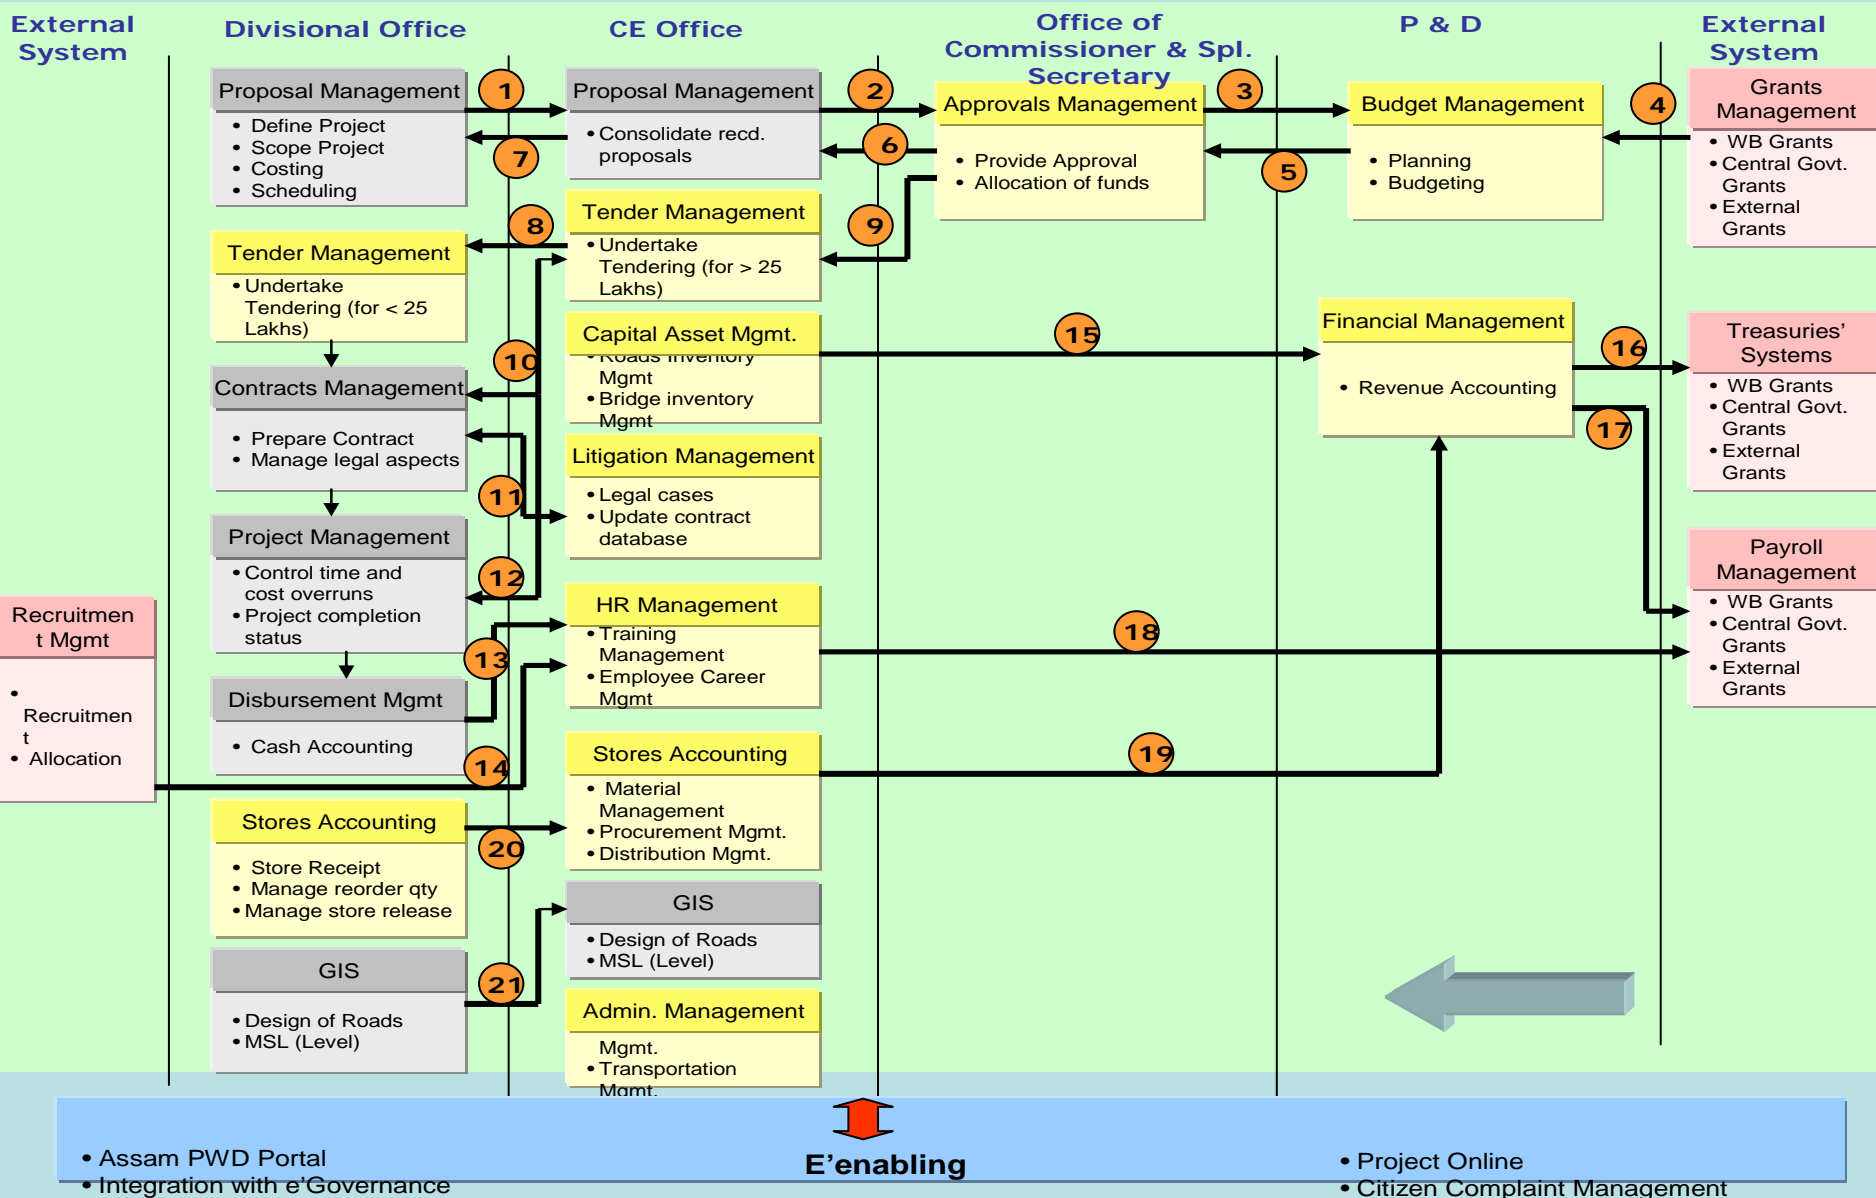 External
System
Divisional Office
CE Office
Office of
Commissioner & Spl.
Secretary
P & D
External
System
Proposal Management
• Define Project
• Scope Project
• Costing
• Scheduling
1
7
Proposal Management
• Consolidate recd.
proposals
2
6
Approvals Management
• Provide Approval
• Allocation of funds
3
5
Budget Management
• Planning
• Budgeting
4
Grants
Management
• WB Grants
• Central Govt.
Grants
• External
Grants
Tender Management
• Undertake
Tendering (for < 25
Lakhs)
8
Tender Management
• Undertake
Tendering (for > 25
Lakhs)
9
Contracts Management
• Prepare Contract
• Manage legal aspects
10
11
Capital Asset Mgmt.
• Roads inventory
Mgmt
• Bridge inventory
Mgmt
15
Financial Management
• Revenue Accounting
16
17
Treasuries’
Systems
• WB Grants
• Central Govt.
Grants
• External
Grants
Litigation Management
• Legal cases
• Update contract
database
Project Management
• Control time and
cost overruns
• Project completion
status
12
13
HR Management
• Training
Management
• Employee Career
Mgmt
18
Payroll
Management
• WB Grants
• Central Govt.
Grants
• External
Grants
Recruitmen
t Mgmt
•
Recruitmen
t
• Allocation
Disbursement Mgmt
• Cash Accounting
14
Stores Accounting
• Material
Management
• Procurement Mgmt.
• Distribution Mgmt.
19
Stores Accounting
• Store Receipt
• Manage reorder qty
• Manage store release
20
GIS
• Design of Roads
• MSL (Level)
GIS
• Design of Roads
• MSL (Level)
21
Admin. Management
Mgmt.
• Transportation
Mgmt.
• Assam PWD Portal
• Integration with e’Governance
E’enabling
• Project Online
• Citizen Complaint Management